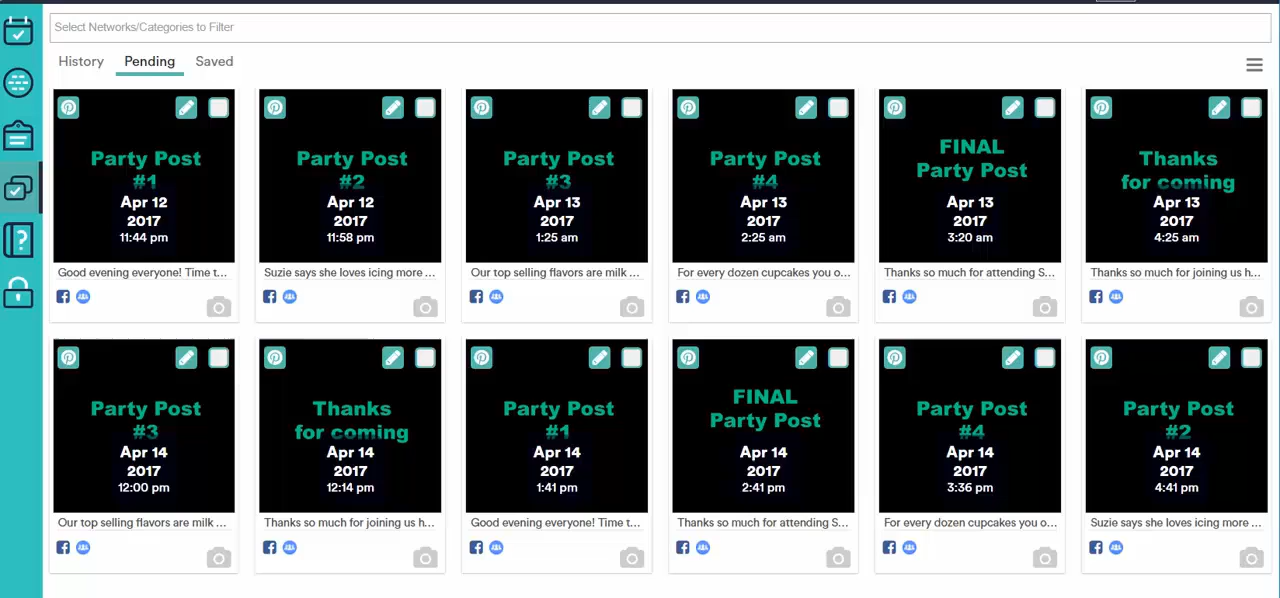 Select Networks/Categories to Filter
History Pending Saved
Party Post
#1
Apr 12
2017
11:44 pm
Good evening everyone! Time t...
Party Post
#2
Apr 12
2017
11:58 pm
Suzie says she loves icing more ...
Party Post
#3
Apr 13
2017
1:25 am
Our top selling flavors are milk ...
Party Post
#4
Apr 13
2017
2:25 am
For every dozen cupcakes you o...
FINAL
Party Post
Apr 13
2017
3:20 am
Thanks so much for attending S...
Thanks
for coming
Apr 13
2017
4:25 am
Thanks so much for joining us h...
Party Post
#3
Apr 14
2017
12:00 pm
Our top selling flavors are milk ...
Thanks
for coming
Apr 14
2017
12:14 pm
Thanks so much for joining us h...
Party Post
#1
Apr 14
2017
1:41 pm
Good evening everyone! Time t...
FINAL
Party Post
Apr 14
2017
2:41 pm
Thanks so much for attending S...
Party Post
#4
Apr 14
2017
3:36 pm
For every dozen cupcakes you o...
Party Post
#2
Apr 14
2017
4:41 pm
Suzie says she loves icing more ...